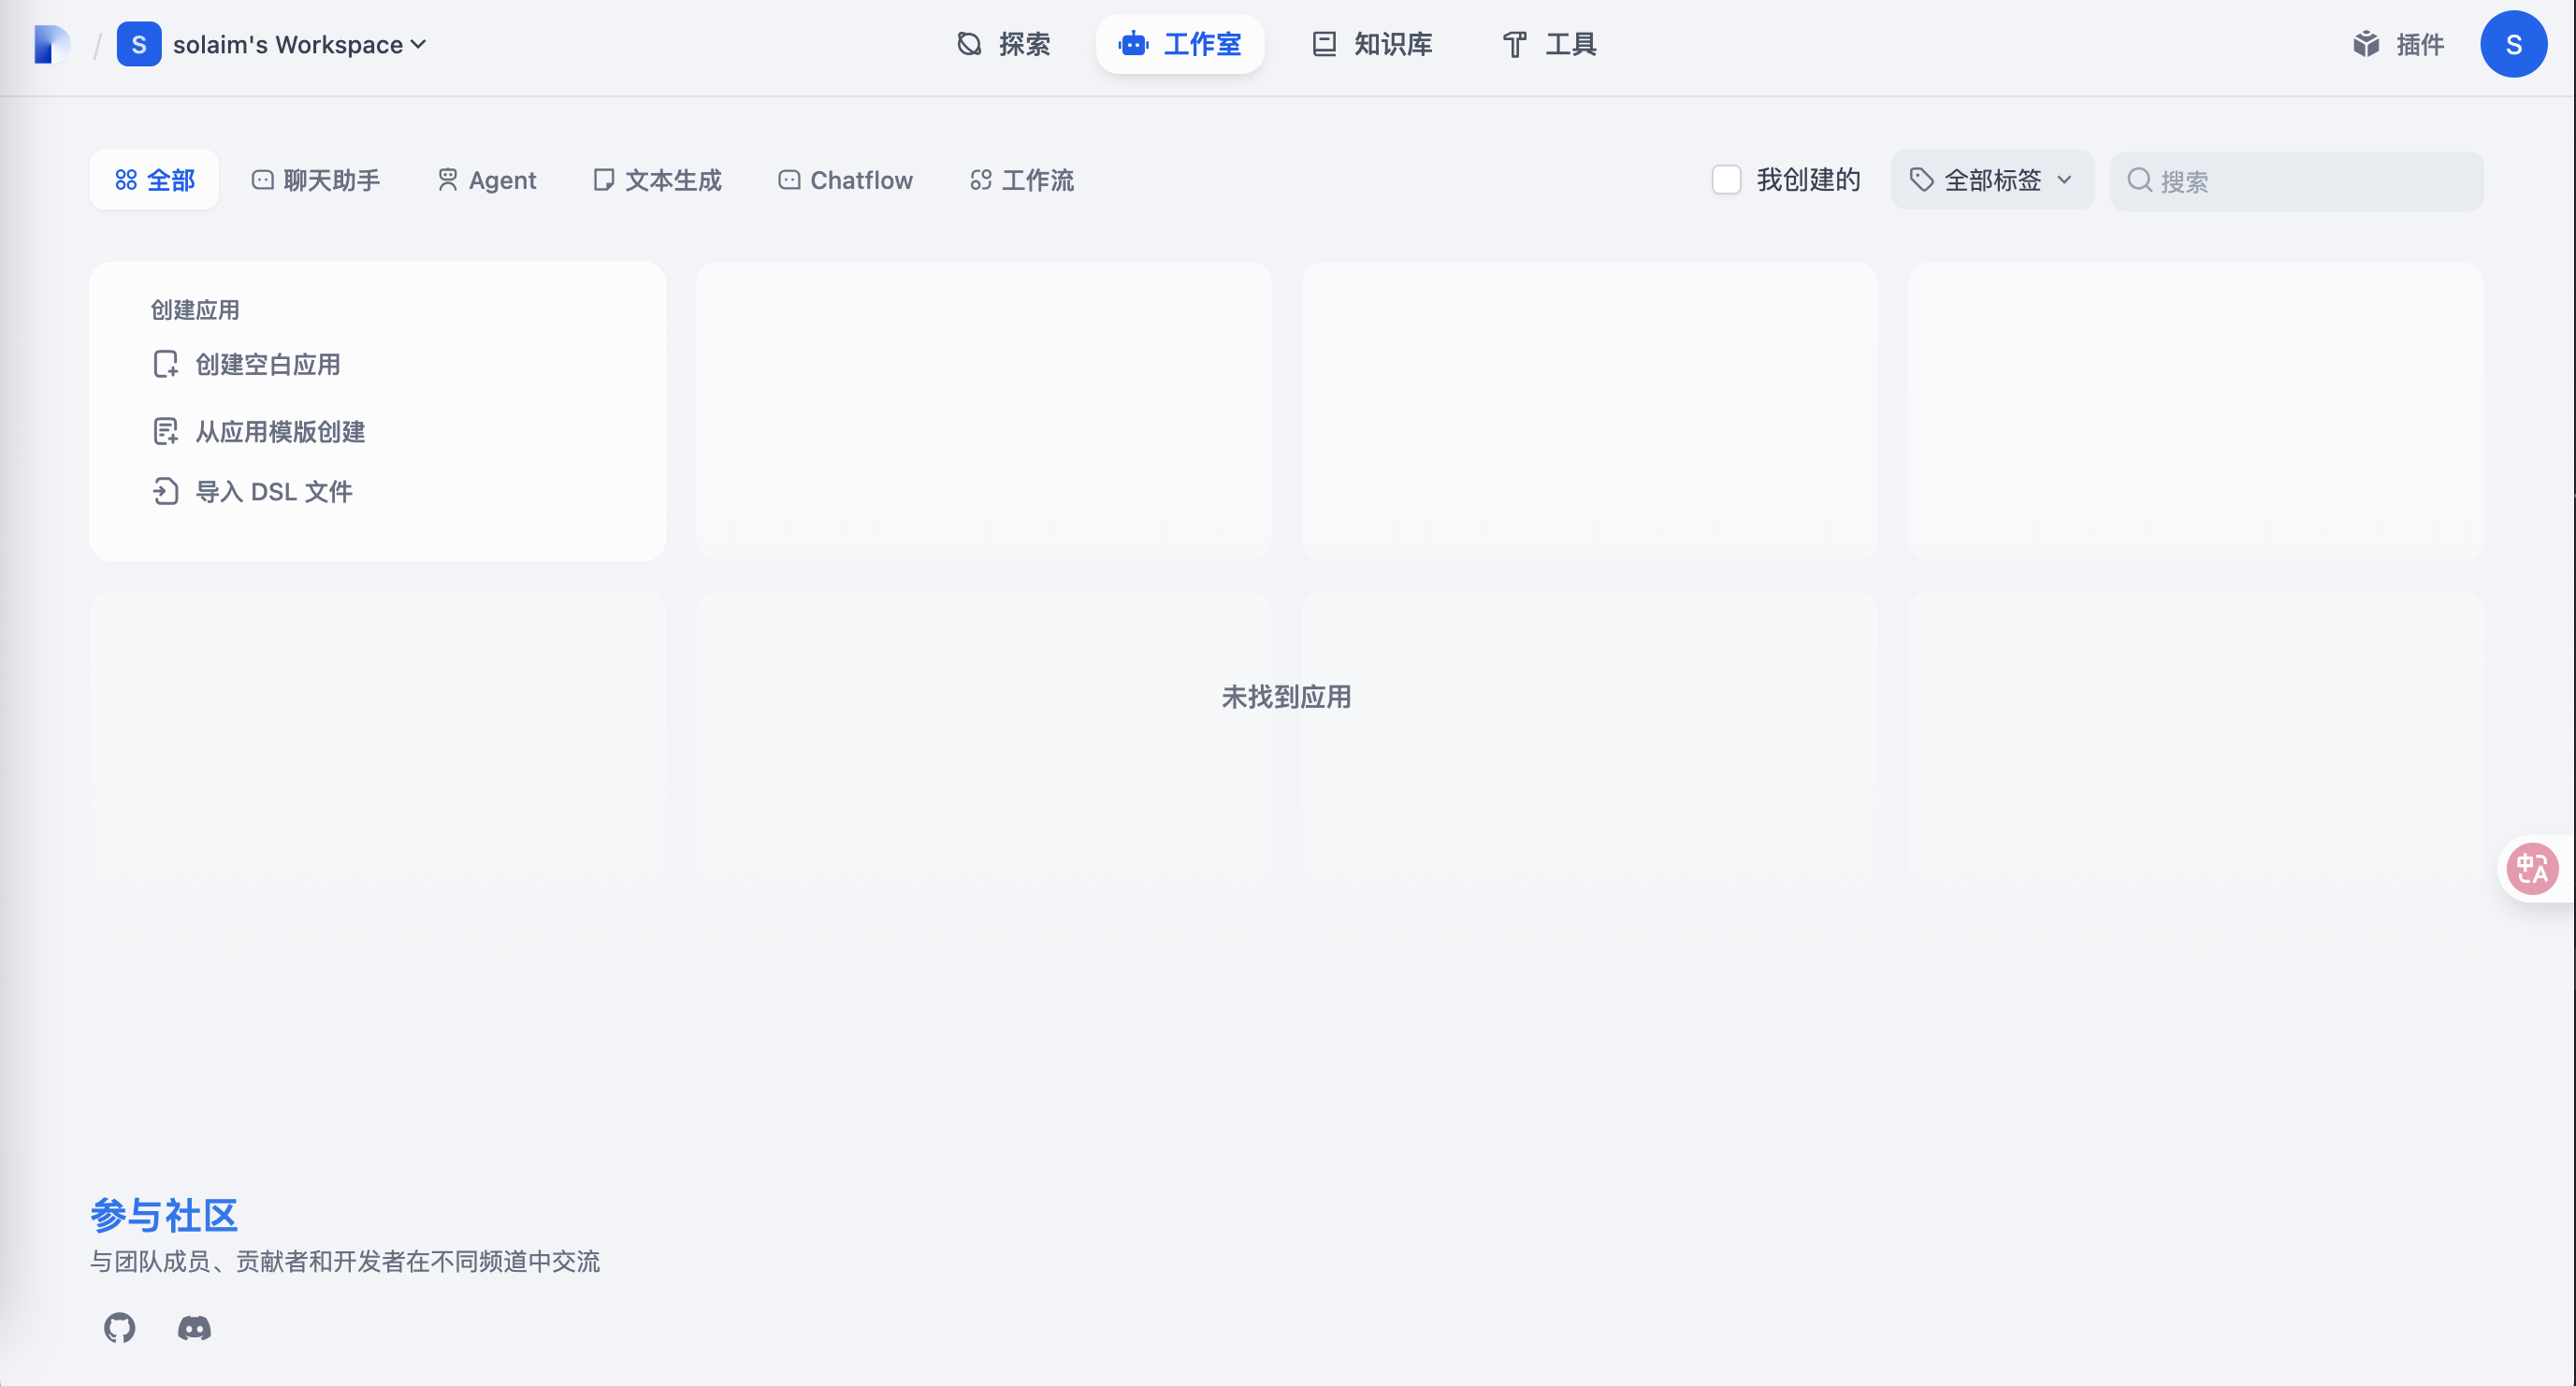 S solaim's Workspace
探索
工作室
知识库
工具
插件
S
全部
聊天助手
Agent
文本生成
Chatflow
工作流
我创建的
全部标签
搜索
创建应用
创建空白应用
从应用模版创建
导入 DSL 文件
未找到应用
中A
参与社区
与团队成员、贡献者和开发者在不同频道中交流